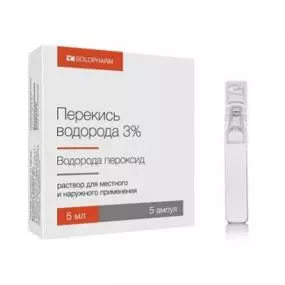 SOLOPHARM
Перекись
водорода 3%
Водорода пероксид
раствор для местного
и наружного применения
5 мл
5 ампул